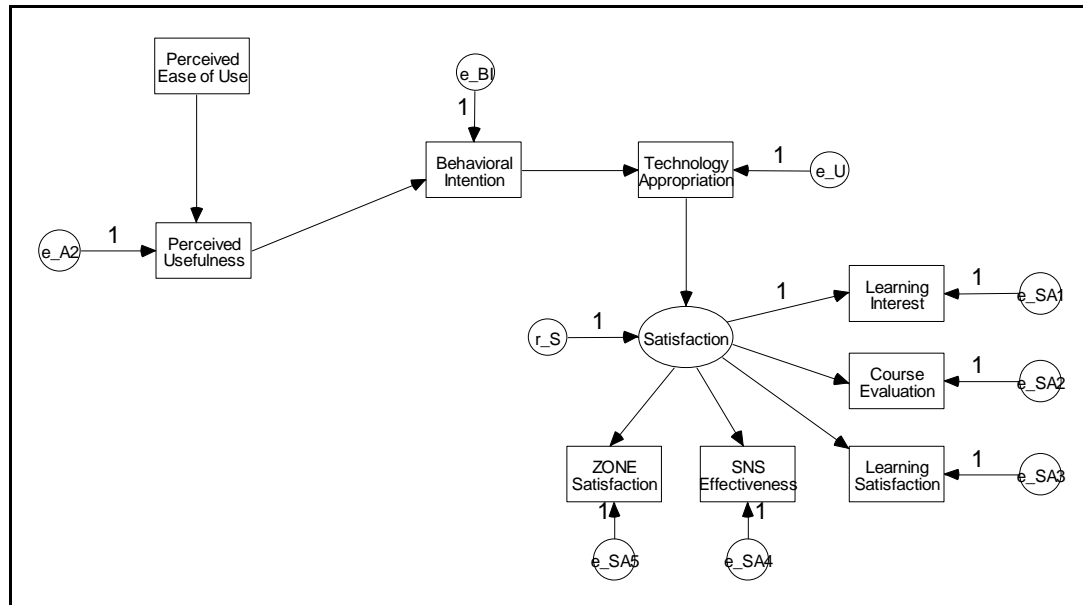 Perceived
Ease of Use
e_BI
1
Behavioral
Intention
Technology
Appropriation
1
e_U
e_A2
1
Perceived
Usefulness
Learning
Interest
1
1
e_SA1
r_S
1
Satisfaction
Course
Evaluation
1
e_SA2
ZONE
Satisfaction
SNS
Effectiveness
Learning
Satisfaction
1
e_SA3
1
1
e_SA5
e_SA4